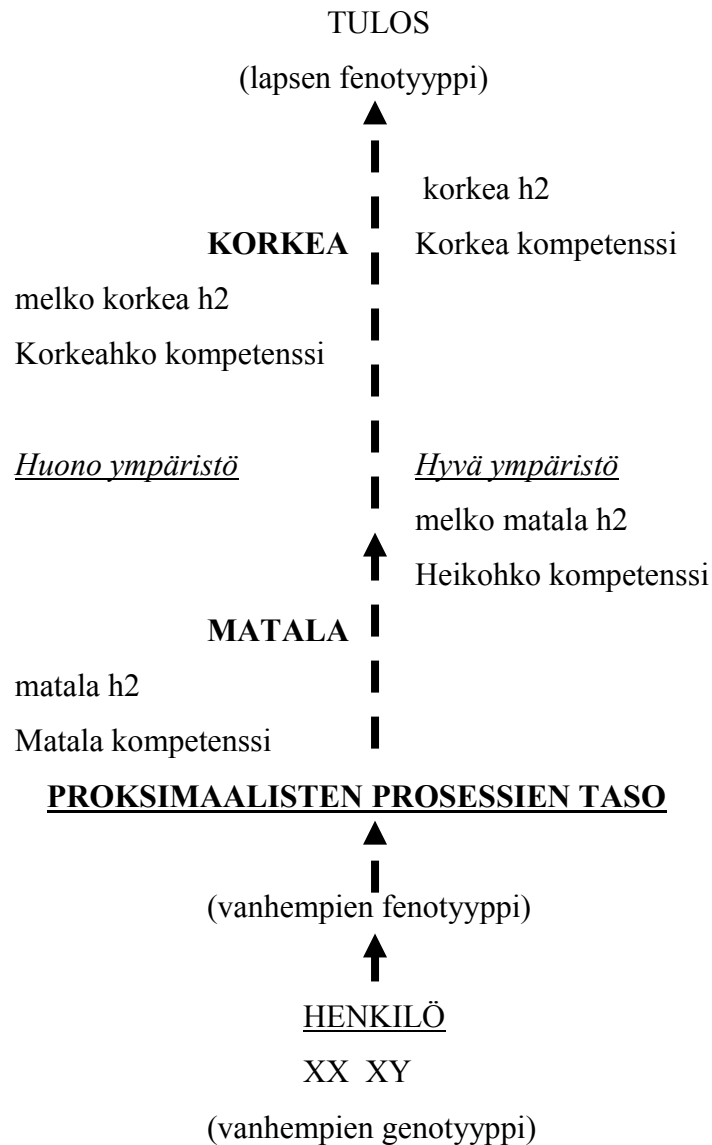 TULOS
(lapsen fenotyyppi)
korkea h2
KORKEA Korkea kompetenssi
melko korkea h2
Korkeahko kompetenssi
Huono ympäristö Hyvä ympäristö
melko matala h2
Heikohko kompetenssi
MATALA
matala h2
Matala kompetenssi
PROKSIMAALISTEN PROSESSIEN TASO
(vanhempien fenotyyppi)
HENKILÖ
XX XY
(vanhempien genotyyppi)